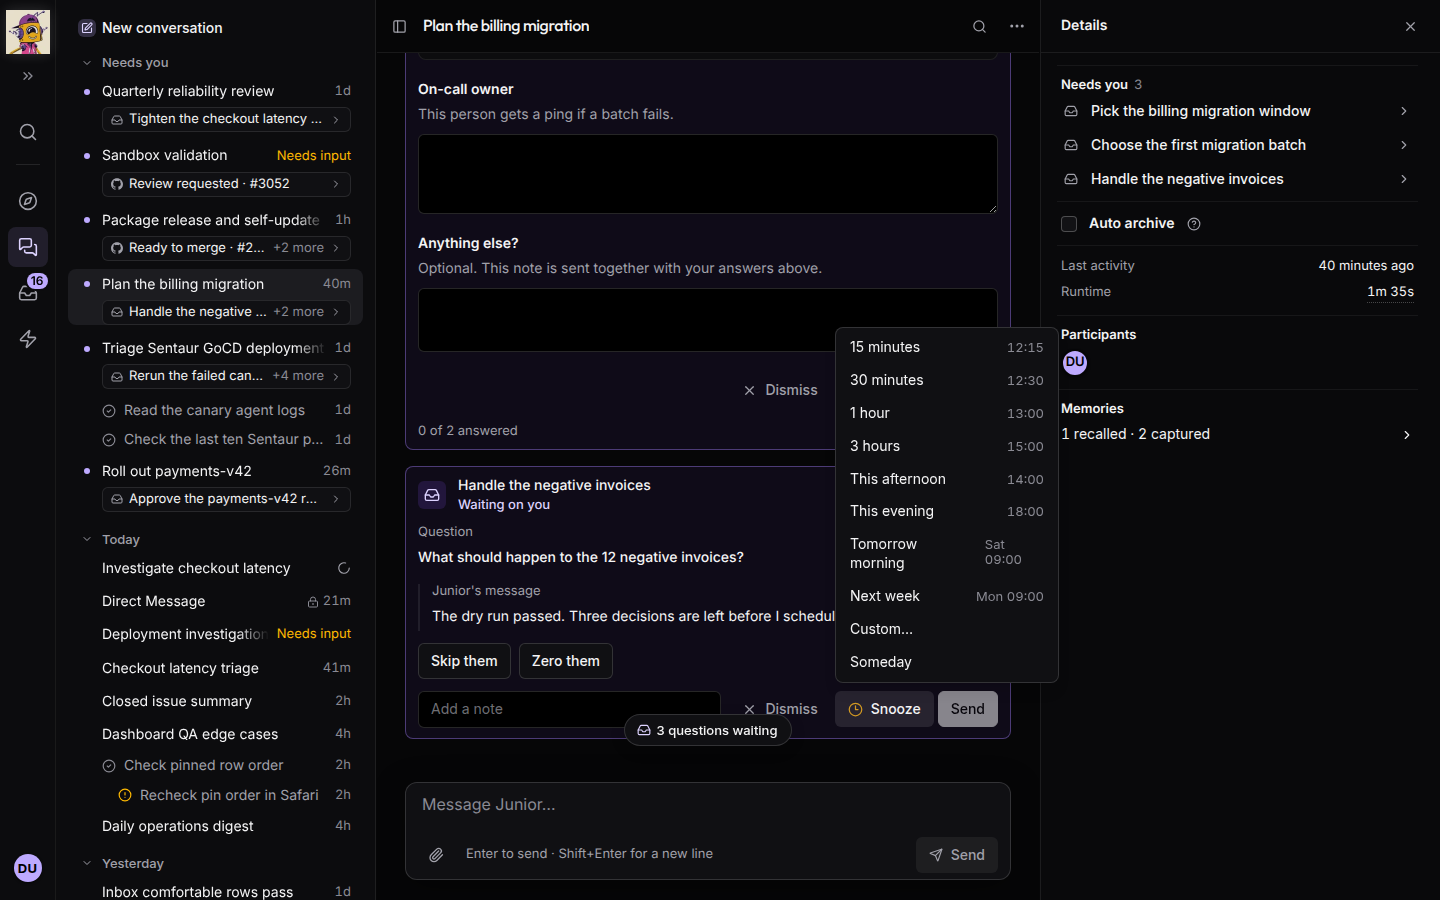 New conversation
Needs you
Quarterly reliability review 1d
Tighten the checkout latency ...
Sandbox validation Needs input
Review requested · #3052
Package release and self-update 1h
Ready to merge · #2... +2 more
Plan the billing migration 40m
Handle the negative ... +2 more
Triage Sentaur GoCD deployment 1d
Rerun the failed can... +4 more
Read the canary agent logs 1d
Check the last ten Sentaur p... 1d
Roll out payments-v42 26m
Approve the payments-v42 r...
Today
Investigate checkout latency
Direct Message 21m
Deployment investigation Needs input
Checkout latency triage 41m
Closed issue summary 2h
Dashboard QA edge cases 4h
Check pinned row order 2h
Recheck pin order in Safari 2h
Daily operations digest 4h
Yesterday
Inbox comfortable rows pass 1d
16
DU
Plan the billing migration
On-call owner
This person gets a ping if a batch fails.
Anything else?
Optional. This note is sent together with your answers above.
Dismiss
0 of 2 answered
Handle the negative invoices
Waiting on you
Question
What should happen to the 12 negative invoices?
Junior's message
The dry run passed. Three decisions are left before I schedul
Skip them
Zero them
Add a note
Dismiss
Snooze
Send
3 questions waiting
15 minutes 12:15
30 minutes 12:30
1 hour 13:00
3 hours 15:00
This afternoon 14:00
This evening 18:00
Tomorrow morning Sat 09:00
Next week Mon 09:00
Custom...
Someday
Message Junior...
Enter to send · Shift+Enter for a new line
Send
Details
Needs you 3
Pick the billing migration window
Choose the first migration batch
Handle the negative invoices
Auto archive
Last activity 40 minutes ago
Runtime 1m 35s
Participants
DU
Memories
1 recalled · 2 captured